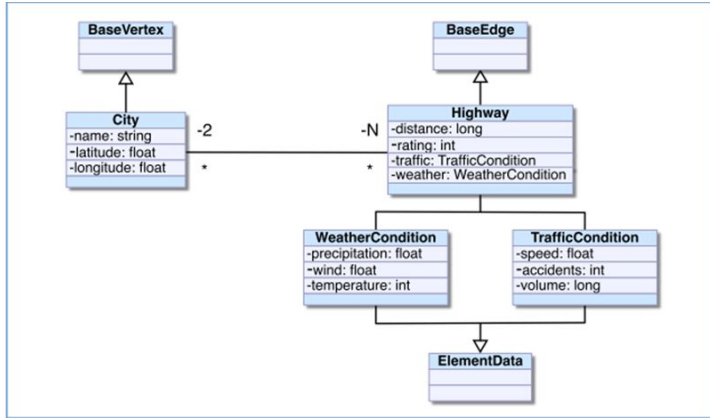 BaseVertex
BaseEdge
City
-name: string
-latitude: float
-longitude: float
-2
-N
*
*
Highway
-distance: long
-rating: int
-traffic: TrafficCondition
-weather: WeatherCondition
WeatherCondition
-precipitation: float
-wind: float
-temperature: int
TrafficCondition
-speed: float
-accidents: int
-volume: long
ElementData